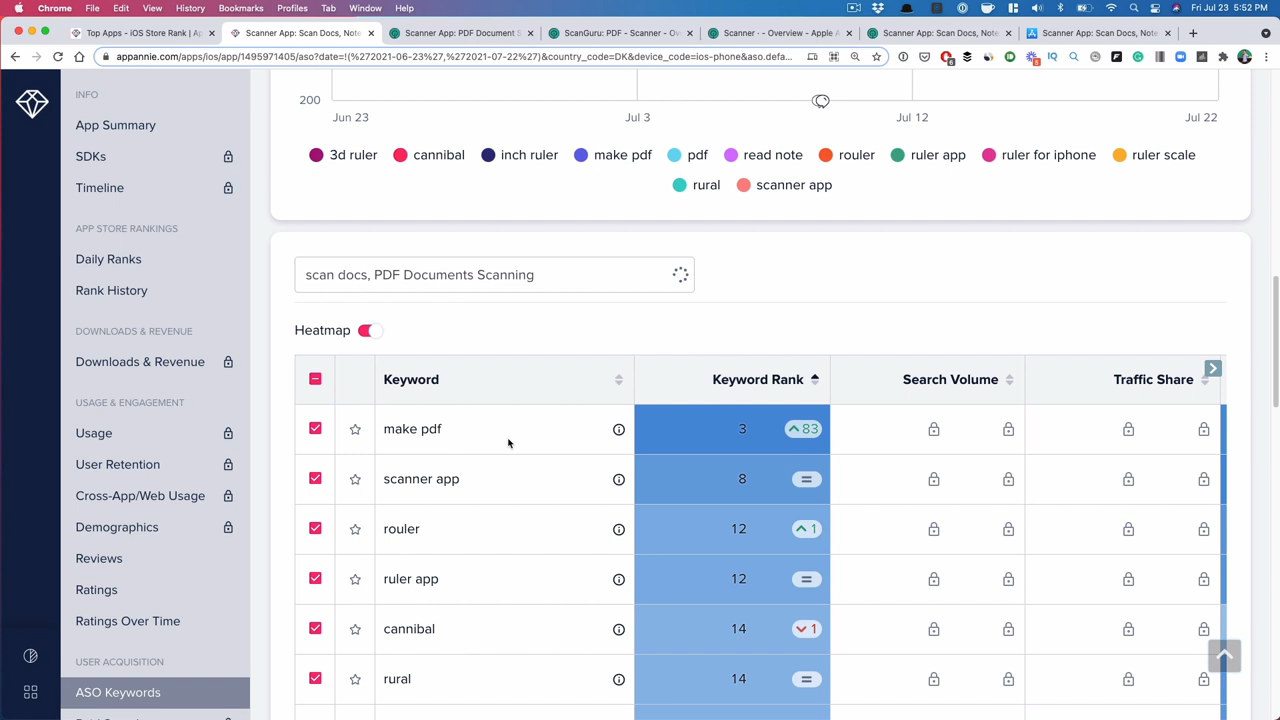 Chrome File Edit View History Bookmarks Profiles Tab Window Help Fri Jul 23 5:52 PM
Top Apps - iOS Store Rank | Ap
Scanner App: Scan Docs, Note
Scanner App: PDF Document S
ScanGuru: PDF - Scanner - Ov
Scanner - - Overview - Apple A
Scanner App: Scan Docs, Note
Scanner App: Scan Docs, Note
appannie.com/apps/ios/app/1495971405/aso?date=!(%272021-06-23%27,%272021-07-22%27)&country_code=DK&device_code=ios-phone&aso.defa...
INFO
App Summary
SDKs
Timeline
APP STORE RANKINGS
Daily Ranks
Rank History
DOWNLOADS & REVENUE
Downloads & Revenue
USAGE & ENGAGEMENT
Usage
User Retention
Cross-App/Web Usage
Demographics
Reviews
Ratings
Ratings Over Time
USER ACQUISITION
ASO Keywords
200
Jun 23 Jul 3 Jul 12 Jul 22
3d ruler cannibal inch ruler make pdf pdf read note rouler ruler app ruler for iphone ruler scale
rural scanner app
scan docs, PDF Documents Scanning
Heatmap
Keyword Keyword Rank Search Volume Traffic Share
make pdf 3 83
scanner app 8 =
rouler 12 1
ruler app 12 =
cannibal 14 1
rural 14 =